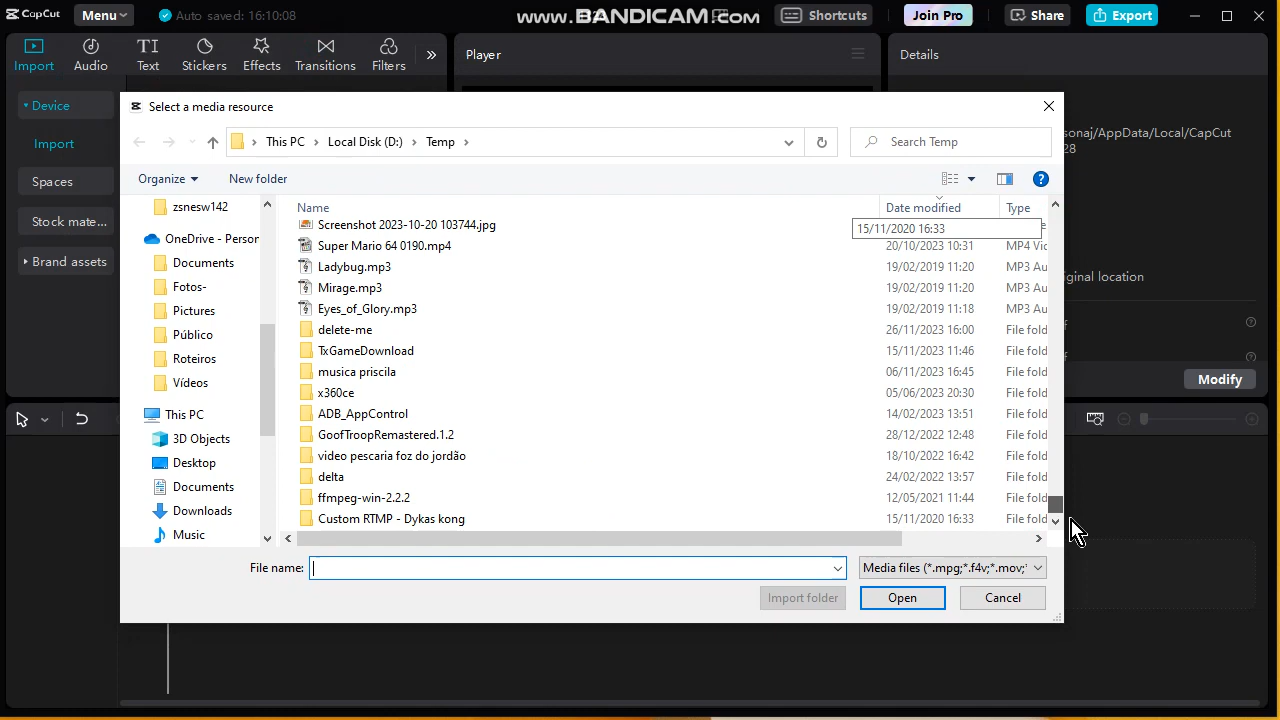 CapCut
Menu
Auto saved: 16:10:08
www.BANDICAM.com
Shortcuts
Join Pro
Share
Export
Import
Audio
Text
Stickers
Effects
Transitions
Filters
Player
Details
Device
Import
Spaces
Stock mate...
Brand assets
Select a media resource
This PC
Local Disk (D:)
Temp
Search Temp
Organize
New folder
zsnesw142
OneDrive - Person
Documents
Fotos-
Pictures
Público
Roteiros
Vídeos
This PC
3D Objects
Desktop
Documents
Downloads
Music
Name
Date modified
Type
Screenshot 2023-10-20 103744.jpg
15/11/2020 16:33
Super Mario 64 0190.mp4 20/10/2023 10:31 MP4 Vic
Ladybug.mp3 19/02/2019 11:20 MP3 Au
Mirage.mp3 19/02/2019 11:20 MP3 Au
Eyes_of_Glory.mp3 19/02/2019 11:18 MP3 Au
delete-me 26/11/2023 16:00 File fold
TxGameDownload 15/11/2023 11:46 File fold
musica priscila 06/11/2023 16:45 File fold
x360ce 05/06/2023 20:30 File fold
ADB_AppControl 14/02/2023 13:51 File fold
GoofTroopRemastered.1.2 28/12/2022 12:48 File fold
video pescaria foz do jordão 18/10/2022 16:42 File fold
delta 24/02/2022 13:57 File fold
ffmpeg-win-2.2.2 12/05/2021 11:44 File fold
Custom RTMP - Dykas kong 15/11/2020 16:33 File fold
File name:
Media files (*.mpg;*.f4v;*.mov;*
Import folder
Open
Cancel
sonaj/AppData/Local/CapCut
28
iginal location
Modify